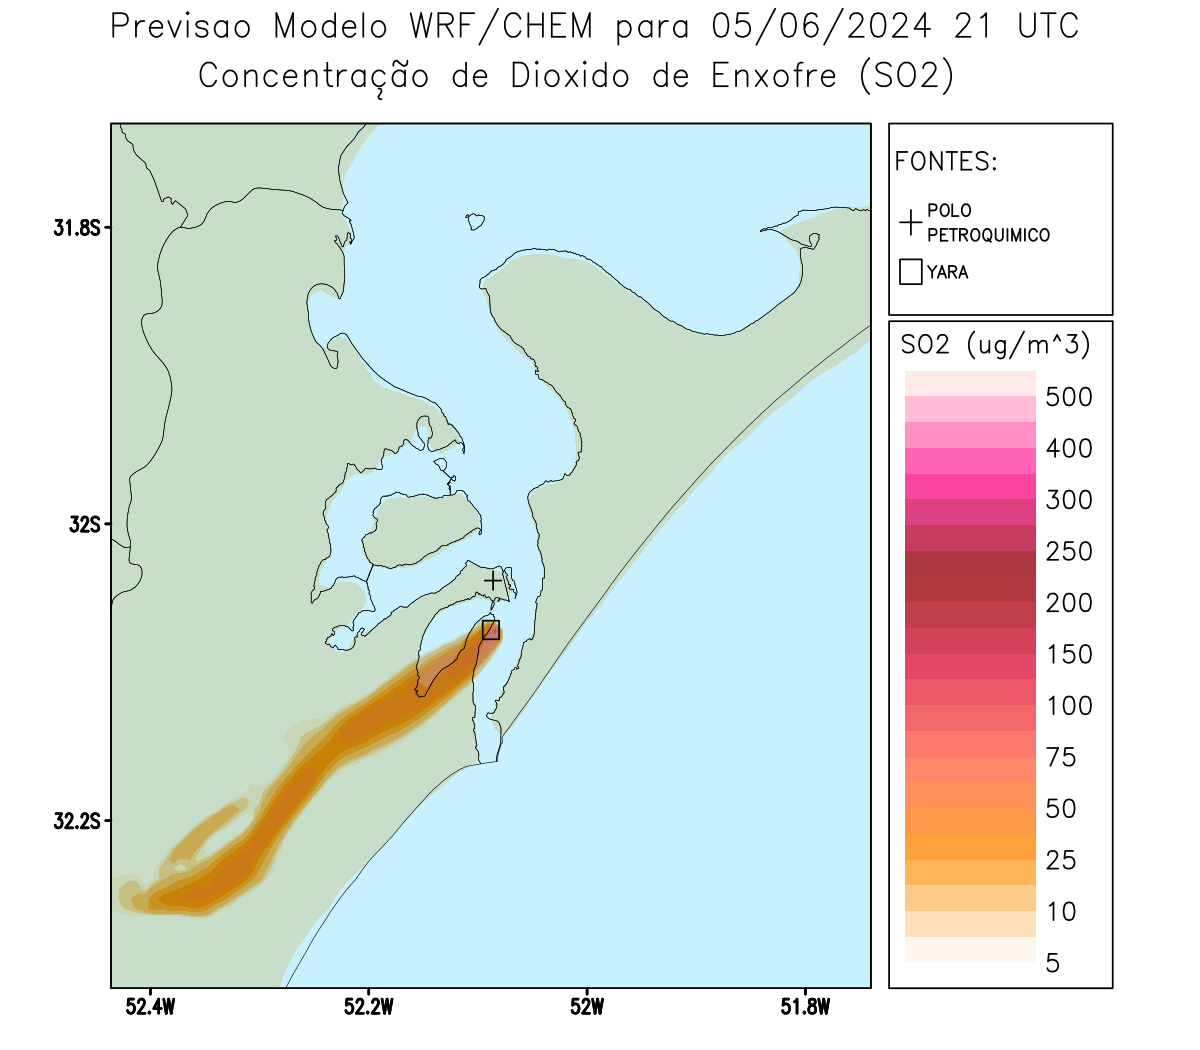 Previsao Modelo WRF/CHEM para 05/06/2024 21 UTC
Concentração de Dioxido de Enxofre (SO2)
FONTES:
POLO
PETROQUIMICO
YARA
31.8S
32S
32.2S
52.4W
52.2W
52W
51.8W
SO2 (ug/m^3)
500
400
300
250
200
150
100
75
50
25
10
5